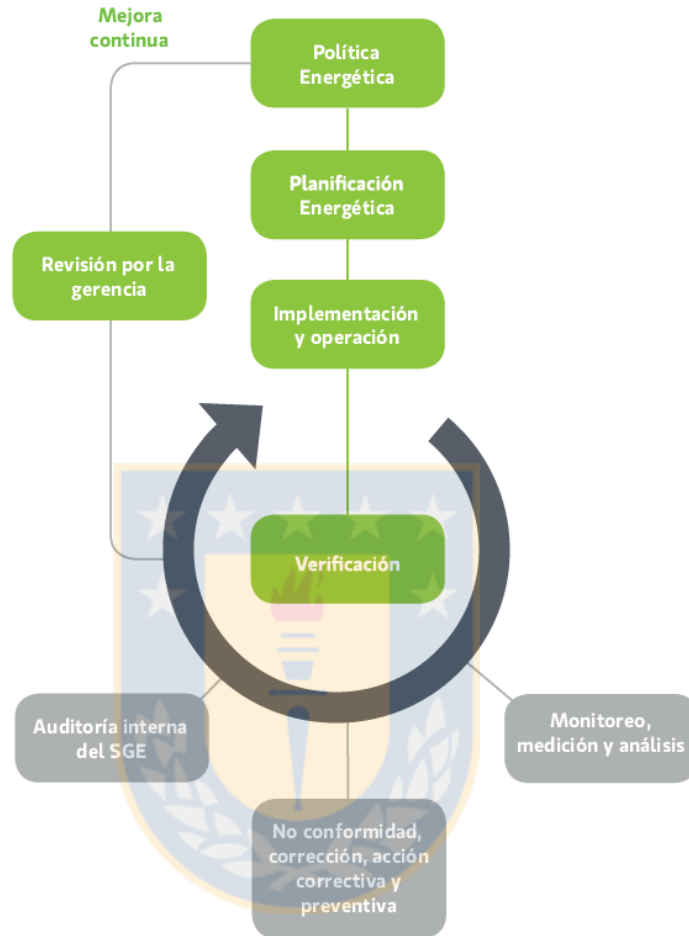 Mejora
continua
Política
Energética
Planificación
Energética
Revisión por la
gerencia
Implementación
y operación
Verificación
Auditoría interna
del SGE
Monitoreo,
medición y análisis
No conformidad,
corrección, acción
correctiva y
preventiva